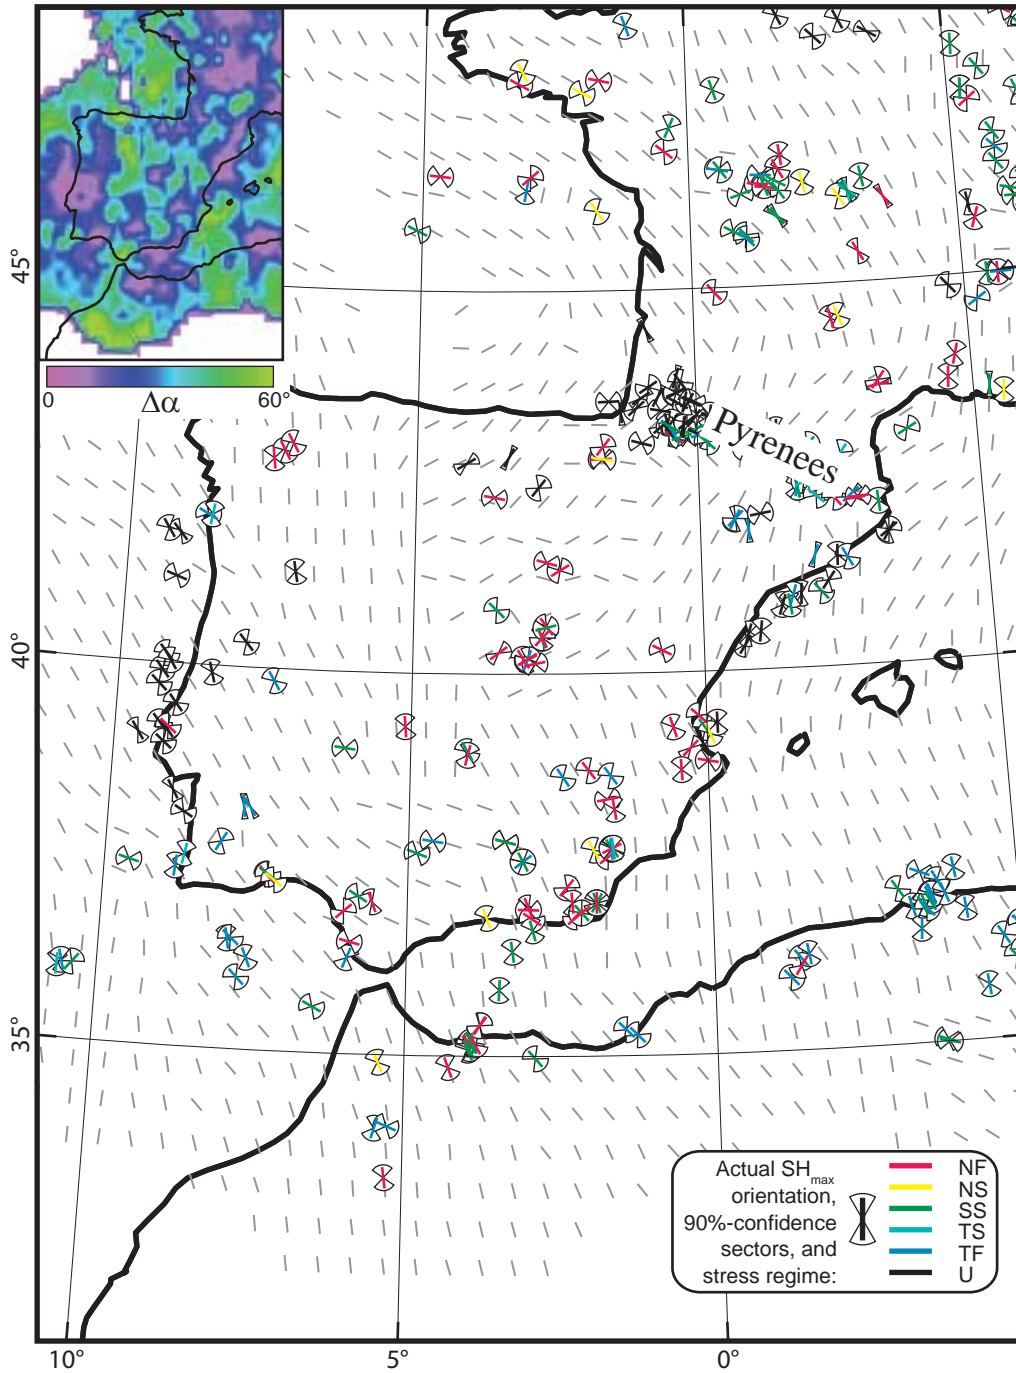 0
60°
Δα
45°
40°
35°
Pyrenees
Actual SHmax
orientation,
90%-confidence
sectors, and
stress regime:
NF
NS
SS
TS
TF
U
10°
5°
0°